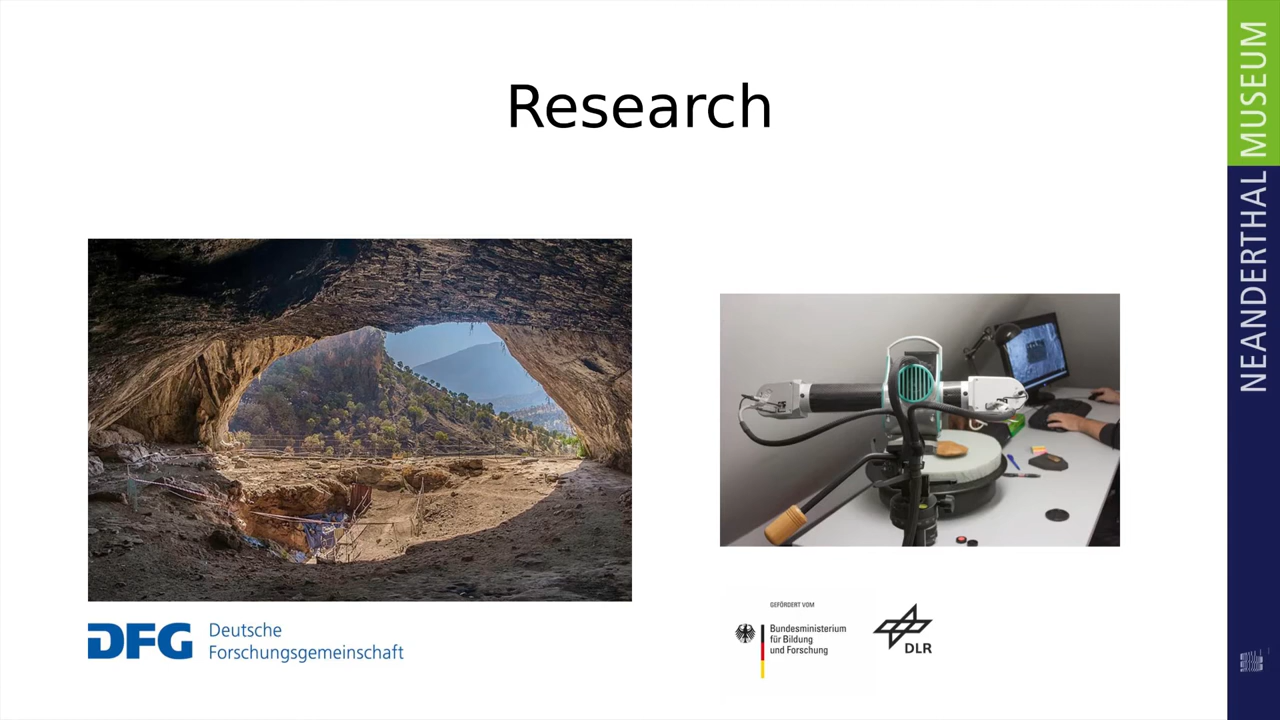 Research
DFG
Deutsche
Forschungsgemeinschaft
GEFÖRDERT VOM
Bundesministerium
für Bildung
und Forschung
DLR
NEANDERTHAL MUSEUM